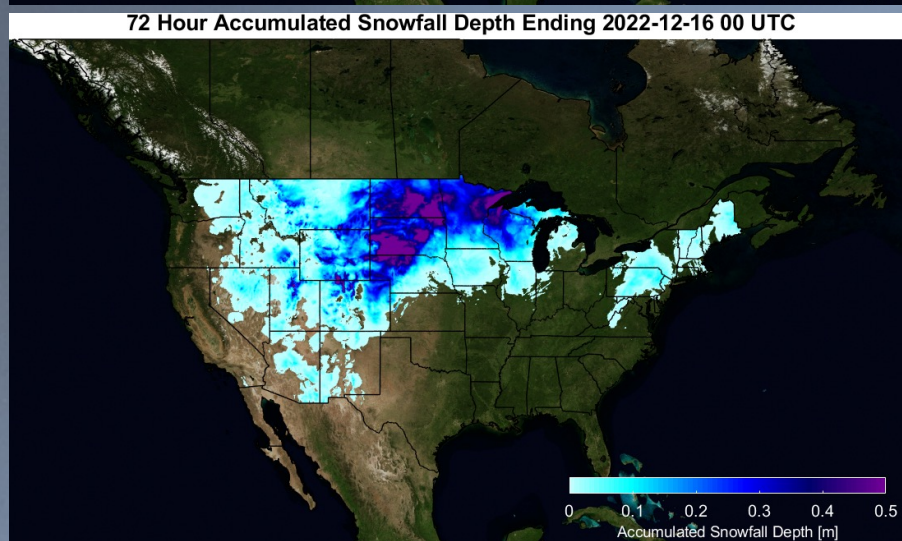 72 Hour Accumulated Snowfall Depth Ending 2022-12-16 00 UTC
0 0.1 0.2 0.3 0.4 0.5
Accumulated Snowfall Depth [m]